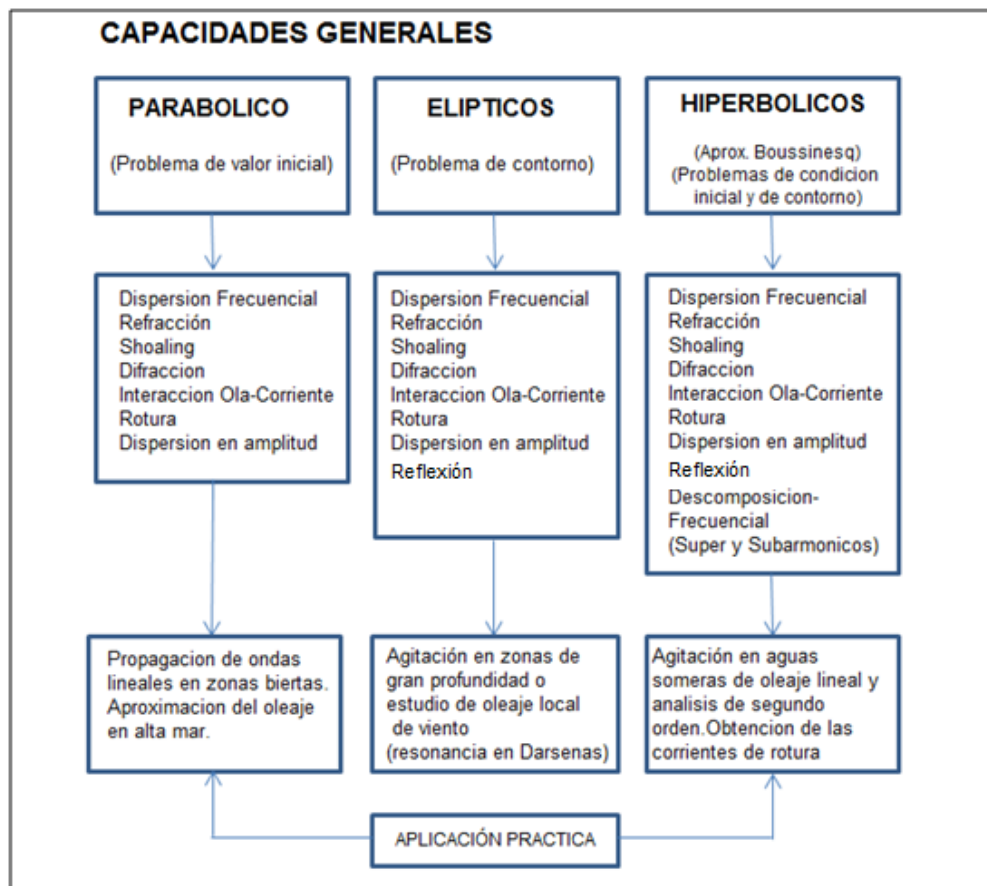 CAPACIDADES GENERALES
PARABOLICO
(Problema de valor inicial)
ELIPTICOS
(Problema de contorno)
HIPERBOLICOS
(Aprox. Boussinesq)
(Problemas de condicion
inicial y de contorno)
Dispersion Frecuencial
Refracción
Shoaling
Difraccion
Interaccion Ola-Corriente
Rotura
Dispersion en amplitud
Dispersion Frecuencial
Refracción
Shoaling
Difraccion
Interaccion Ola-Corriente
Rotura
Dispersion en amplitud
Reflexión
Dispersion Frecuencial
Refracción
Shoaling
Difraccion
Interaccion Ola-Corriente
Rotura
Dispersion en amplitud
Reflexión
Descomposicion-
Frecuencial
(Super y Subarmonicos)
Propagacion de ondas
lineales en zonas biertas.
Aproximacion del oleaje
en alta mar.
Agitación en zonas de
gran profundidad o
estudio de oleaje local
de viento
(resonancia en Darsenas)
Agitación en aguas
someras de oleaje lineal y
analisis de segundo
orden.Obtencion de las
corrientes de rotura
APLICACIÓN PRACTICA